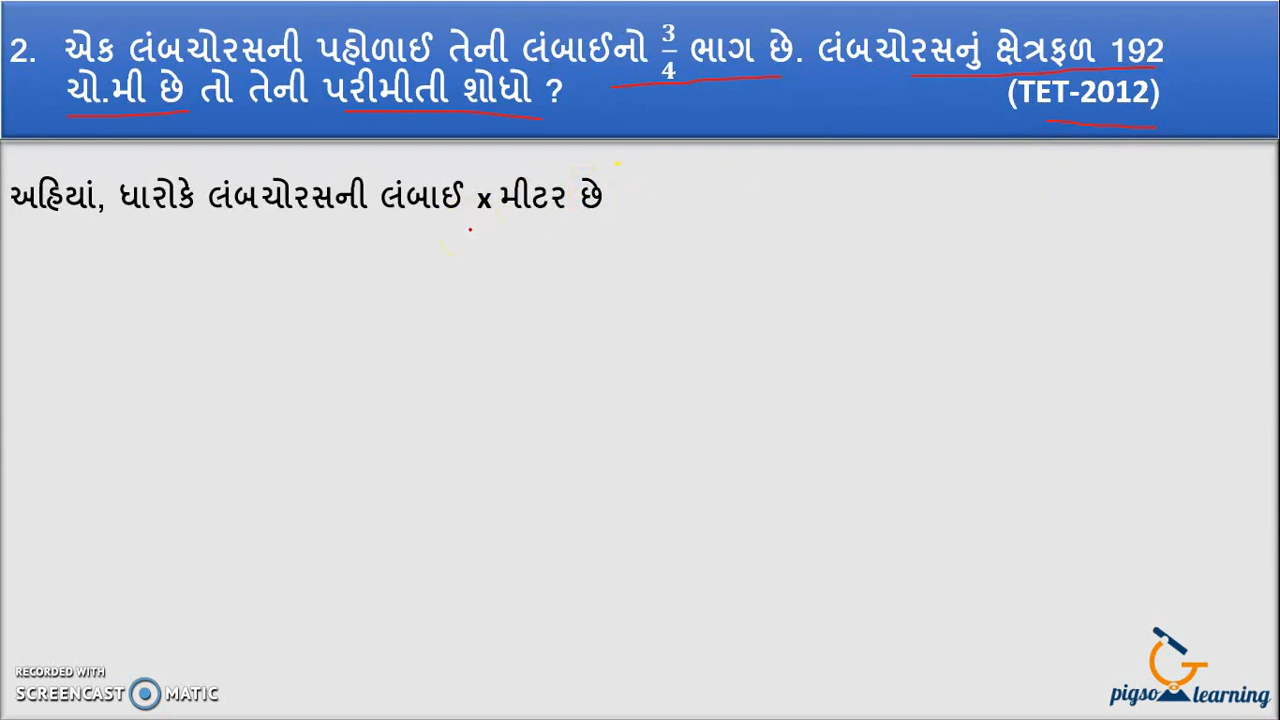 2. એક લંબચોરસની પહોળાઈ તેની લંબાઈનો 3/4 ભાગ છે. લંબચોરસનું ક્ષેત્રફળ 192
ચો.મી છે તો તેની પરીમીતી શોધો ? (TET-2012)
અહિયાં, ધારોકે લંબચોરસની લંબાઈ x મીટર છે
RECORDED WITH
SCREENCAST MATIC
pigso learning